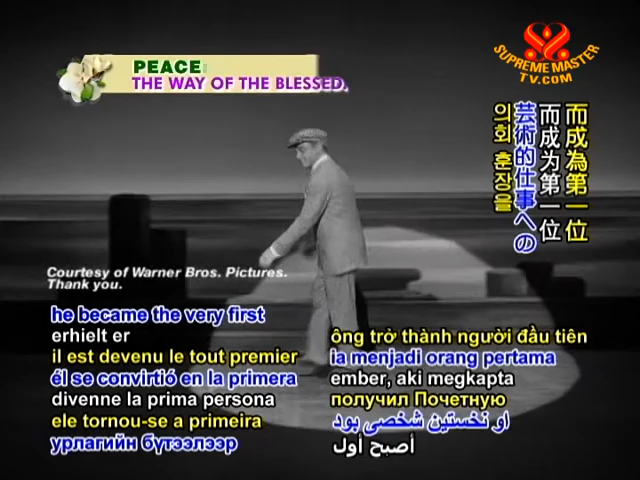 PEACE:
THE WAY OF THE BLESSED.
SUPREME MASTER
TV.COM
而成為第一位
而成为第一位
芸術的仕事への
의회 훈장을
Courtesy of Warner Bros. Pictures.
Thank you.
he became the very first
erhielt er
il est devenu le tout premier
él se convirtió en la primera
divenne la prima persona
ele tornou-se a primeira
урлагийн бүтээлээр
ông trở thành người đầu tiên
ia menjadi orang pertama
ember, aki megkapta
получил Почетную
او نخستین شخصی بود
أصبح أول